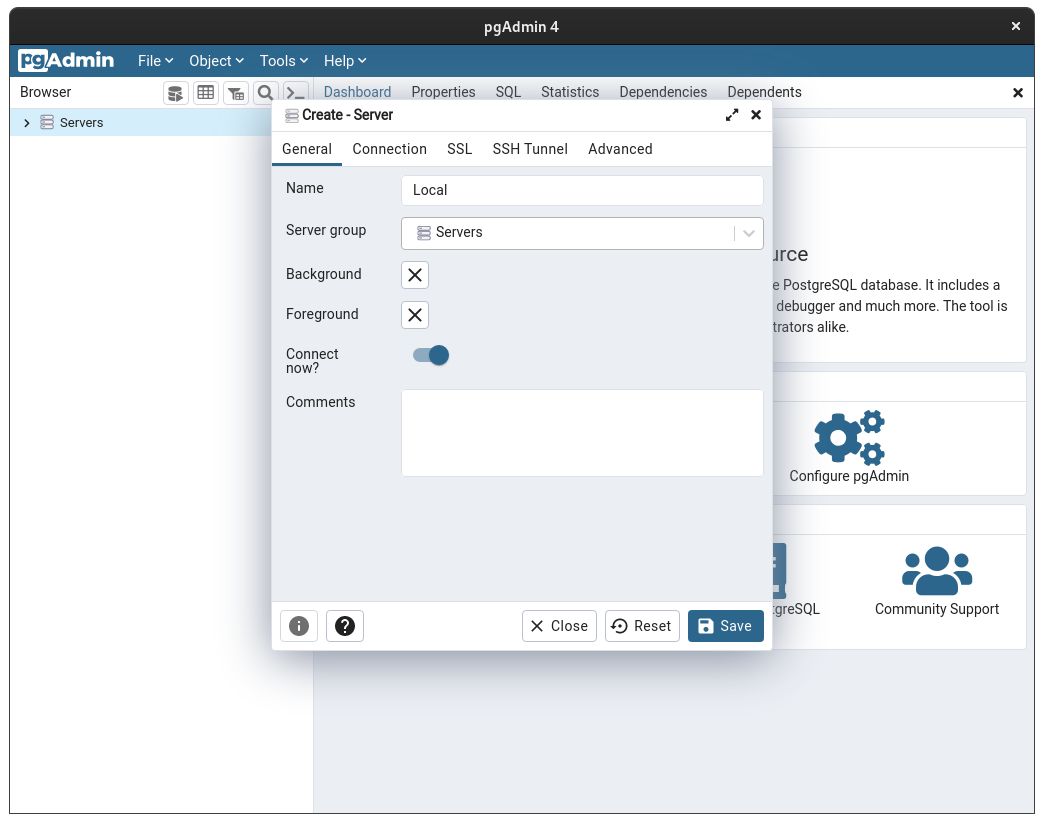 pgAdmin 4
pgAdmin File Object Tools Help
Browser
Dashboard Properties SQL Statistics Dependencies Dependents
Servers
Create - Server
General Connection SSL SSH Tunnel Advanced
Name Local
Server group Servers
Background
Foreground
Connect
now?
Comments
Close Reset Save
urce
PostgreSQL database. It includes a
debugger and much more. The tool is
trators alike.
Configure pgAdmin
greSQL
Community Support